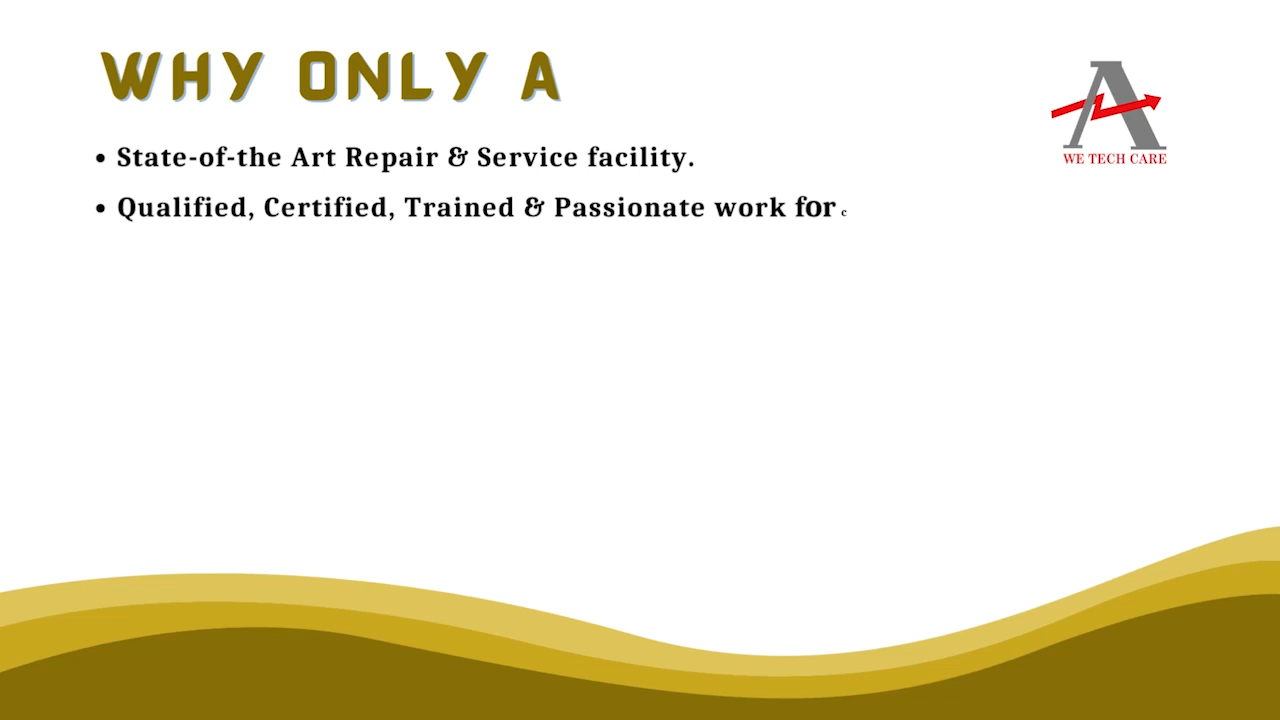 WHY ONLY A
• State-of-the Art Repair & Service facility.
• Qualified, Certified, Trained & Passionate work for c
A
WE TECH CARE